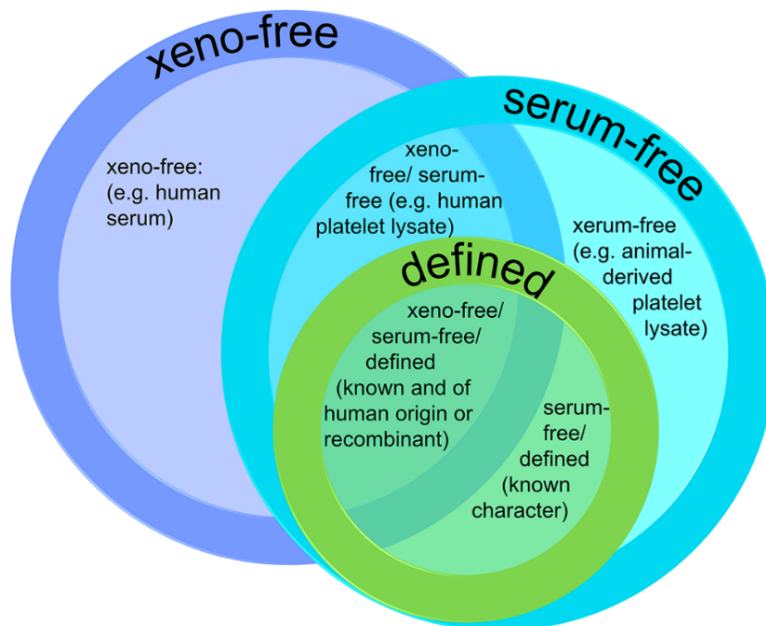 xeno-free
serum-free
xeno-free:
(e.g. human
serum)
xeno-
free/ serum-
free (e.g. human
platelet lysate)
xerum-free
(e.g. animal-
derived
platelet
lysate)
defined
xeno-free/
serum-free/
defined
(known and of
human origin or
recombinant)
serum-
free/
defined
(known
character)